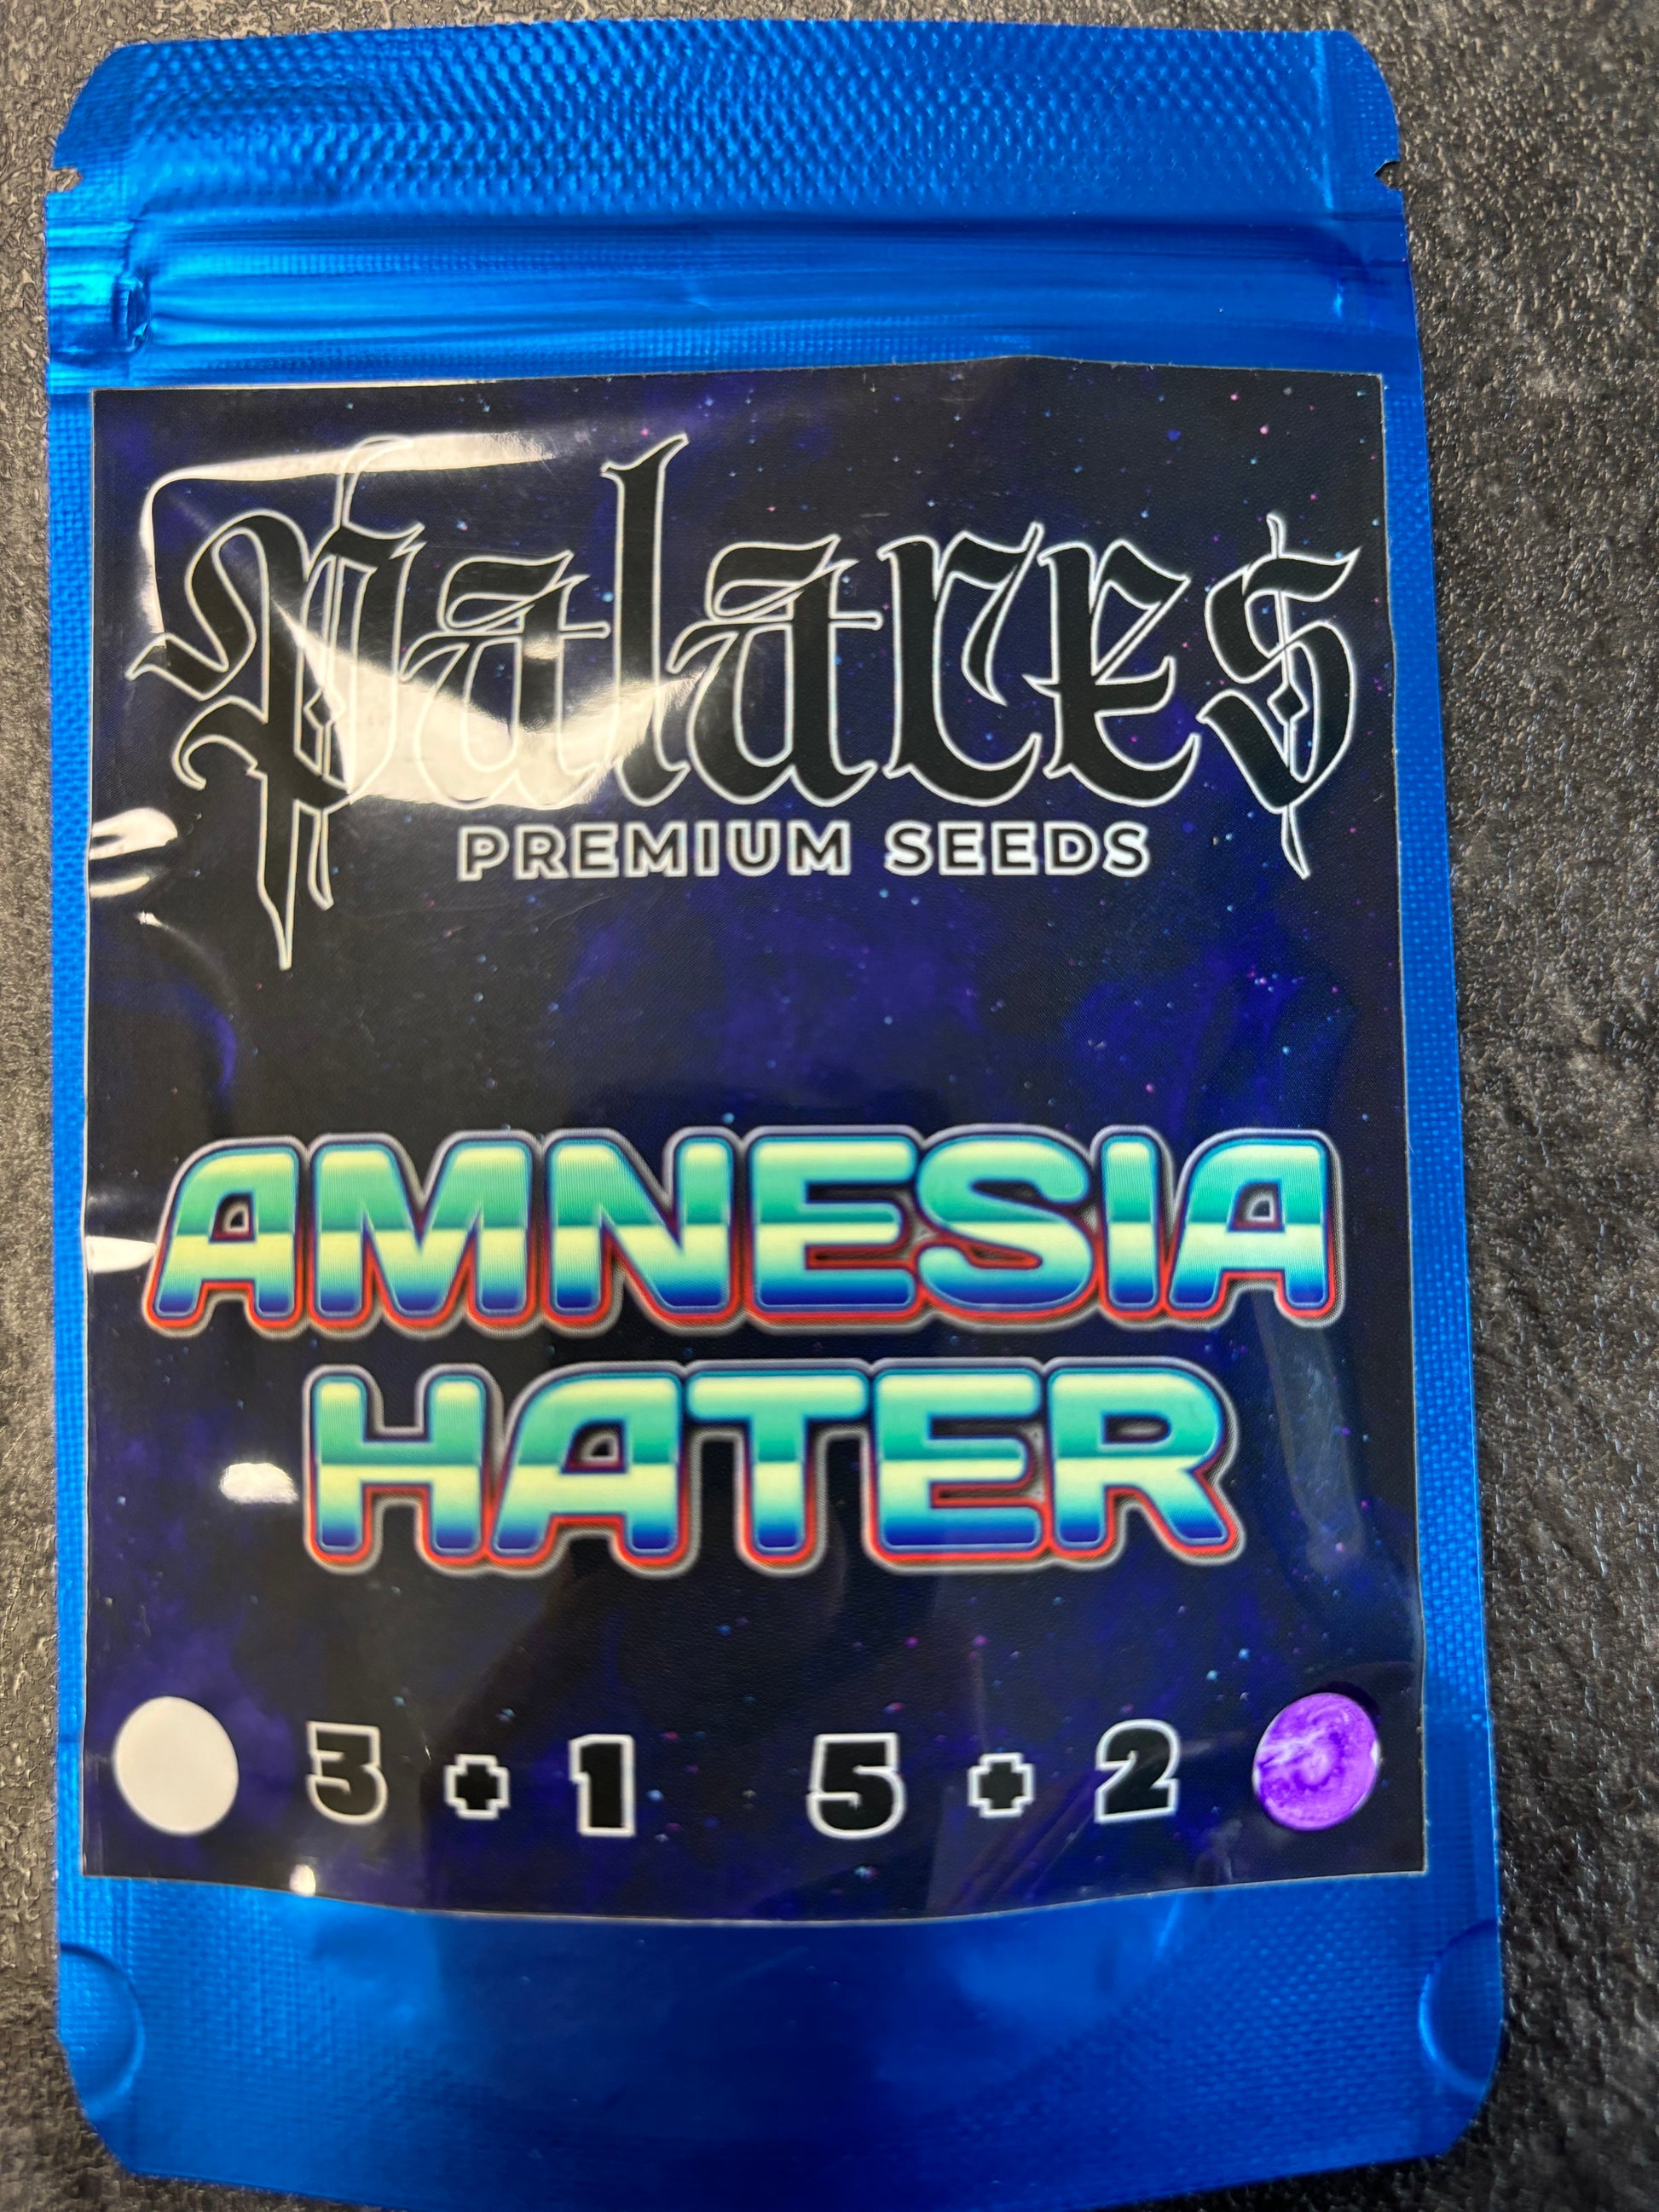 Palaces
PREMIUM SEEDS
AMNESIA
HATER
3 + 1 5 + 2